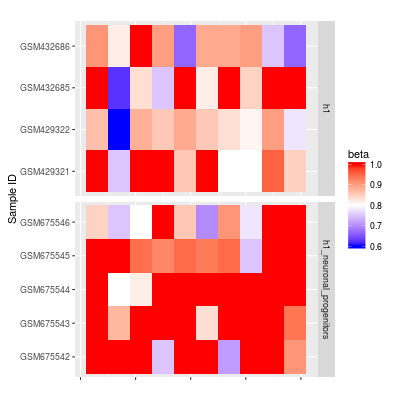 GSM432686
GSM432685
GSM429322
GSM429321
h1
GSM675546
GSM675545
GSM675544
GSM675543
GSM675542
h1_neuronal_progenitors
Sample ID
beta
1.0
0.9
0.8
0.7
0.6